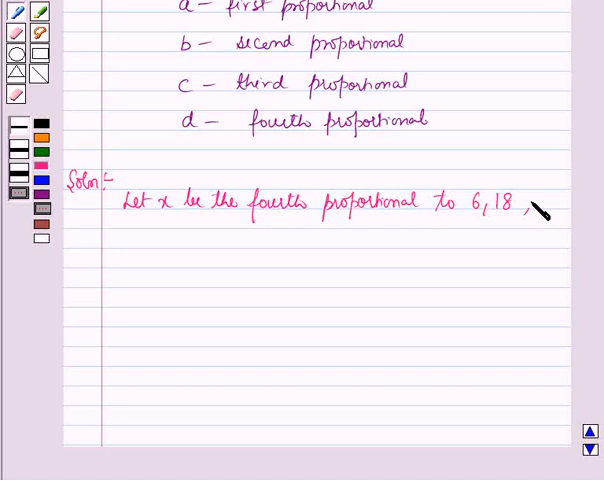 a - first proportional
b - second proportional
c - third proportional
d - fourth proportional
Soln:-
Let x be the fourth proportional to 6, 18,